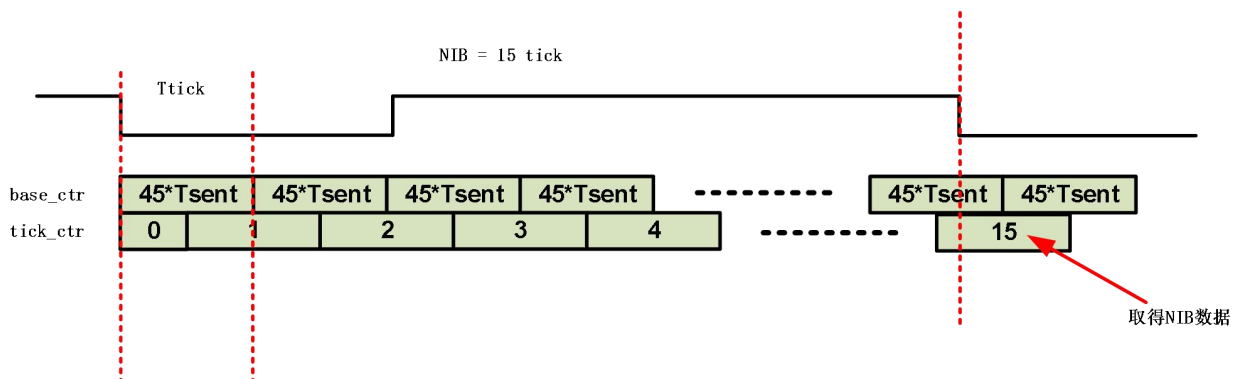 NIB = 15 tick
Ttick
base_ctr 45*Tsent 45*Tsent 45*Tsent 45*Tsent 45*Tsent 45*Tsent
tick_ctr 0 1 2 3 4 15
取得NIB数据